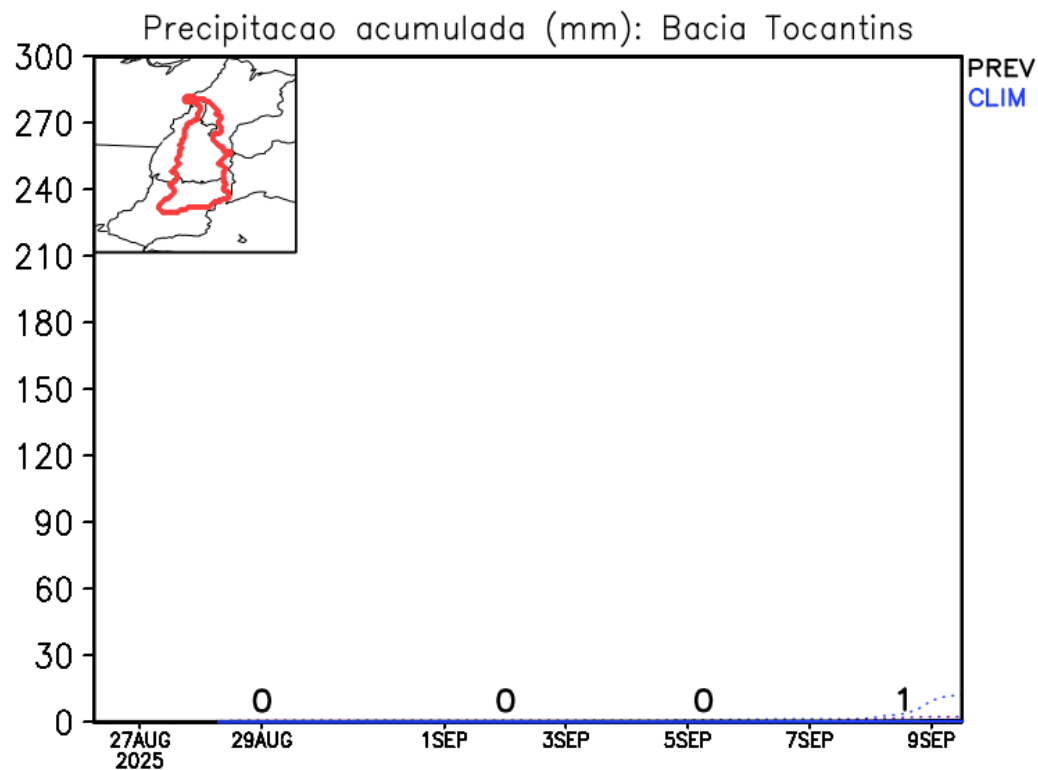 Precipitacao acumulada (mm): Bacia Tocantins
PREV
CLIM
300
270
240
210
180
150
120
90
60
30
0
0 0 0 1
27AUG 29AUG 1SEP 3SEP 5SEP 7SEP 9SEP
2025